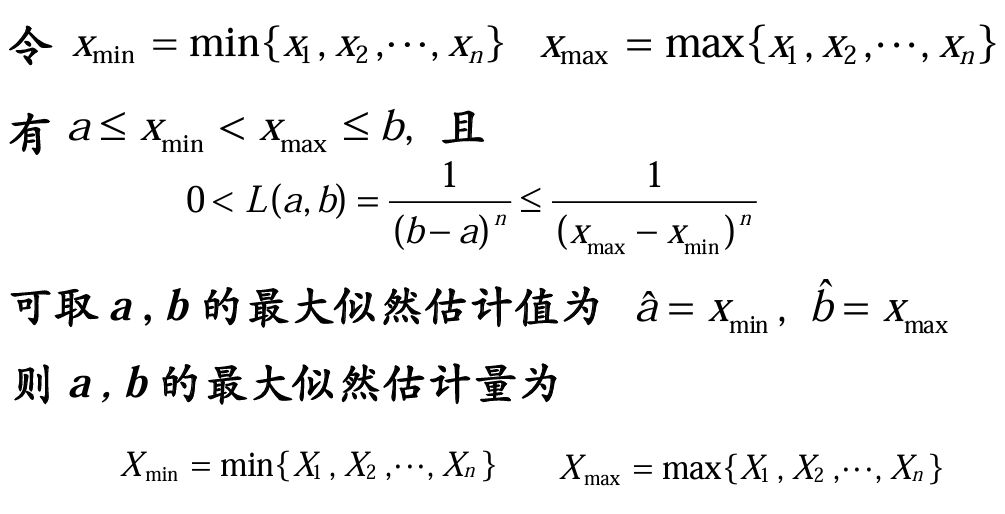 令 x_min = min{x_1, x_2, ⋯, x_n} x_max = max{x_1, x_2, ⋯, x_n}
有 a ≤ x_min < x_max ≤ b, 且
0 < L(a, b) = 1/(b − a)^n ≤ 1/(x_max − x_min)^n
可取 a , b 的最大似然估计值为 â = x_min , b̂ = x_max
则 a , b 的最大似然估计量为
X_min = min{X_1, X_2, ⋯, X_n} X_max = max{X_1, X_2, ⋯, X_n}